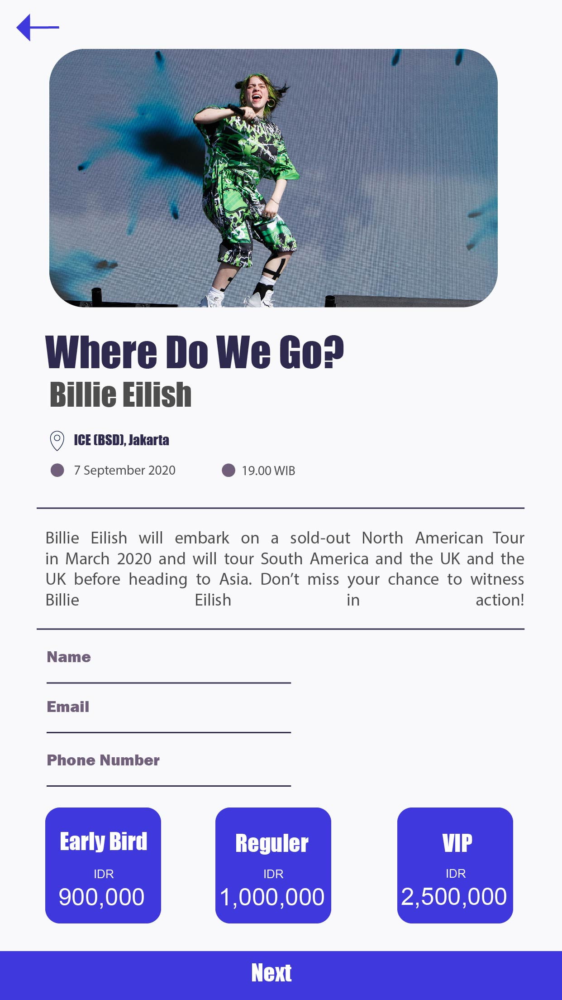 Where Do We Go?
Billie Eilish
ICE (BSD), Jakarta
7 September 2020
19.00 WIB
Billie Eilish will embark on a sold-out North American Tour
in March 2020 and will tour South America and the UK and the
UK before heading to Asia. Don’t miss your chance to witness
Billie Eilish in action!
Name
Email
Phone Number
Early Bird
IDR
900,000
Reguler
IDR
1,000,000
VIP
IDR
2,500,000
Next